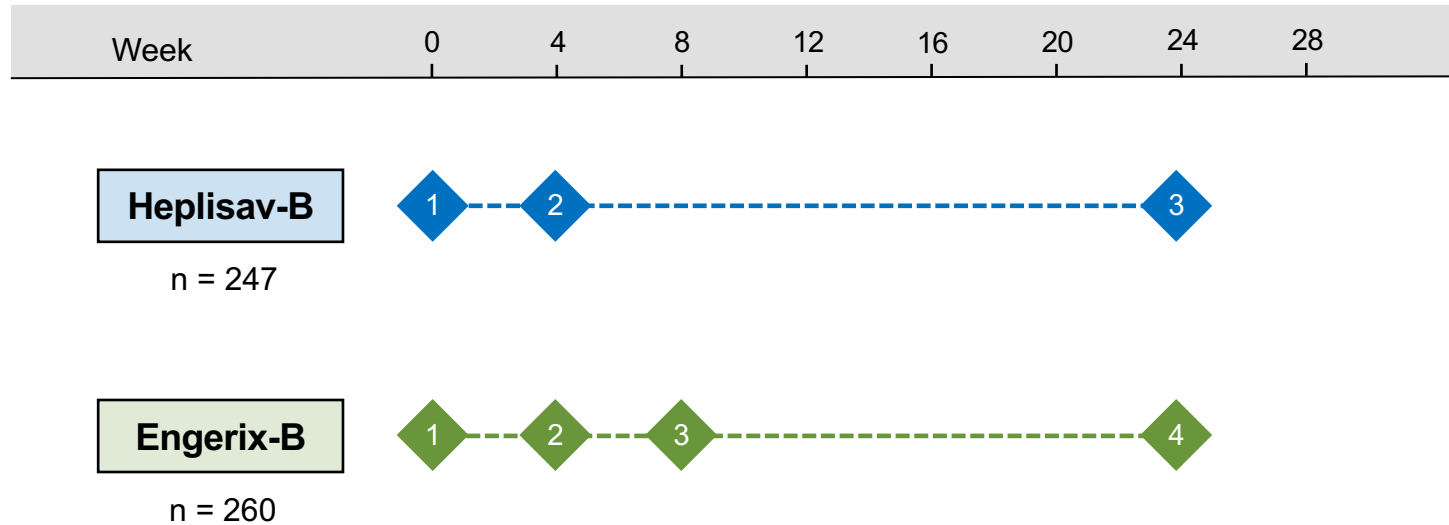 Week 0 4 8 12 16 20 24 28
Heplisav-B 1 2 3
n = 247
Engerix-B 1 2 3 4
n = 260